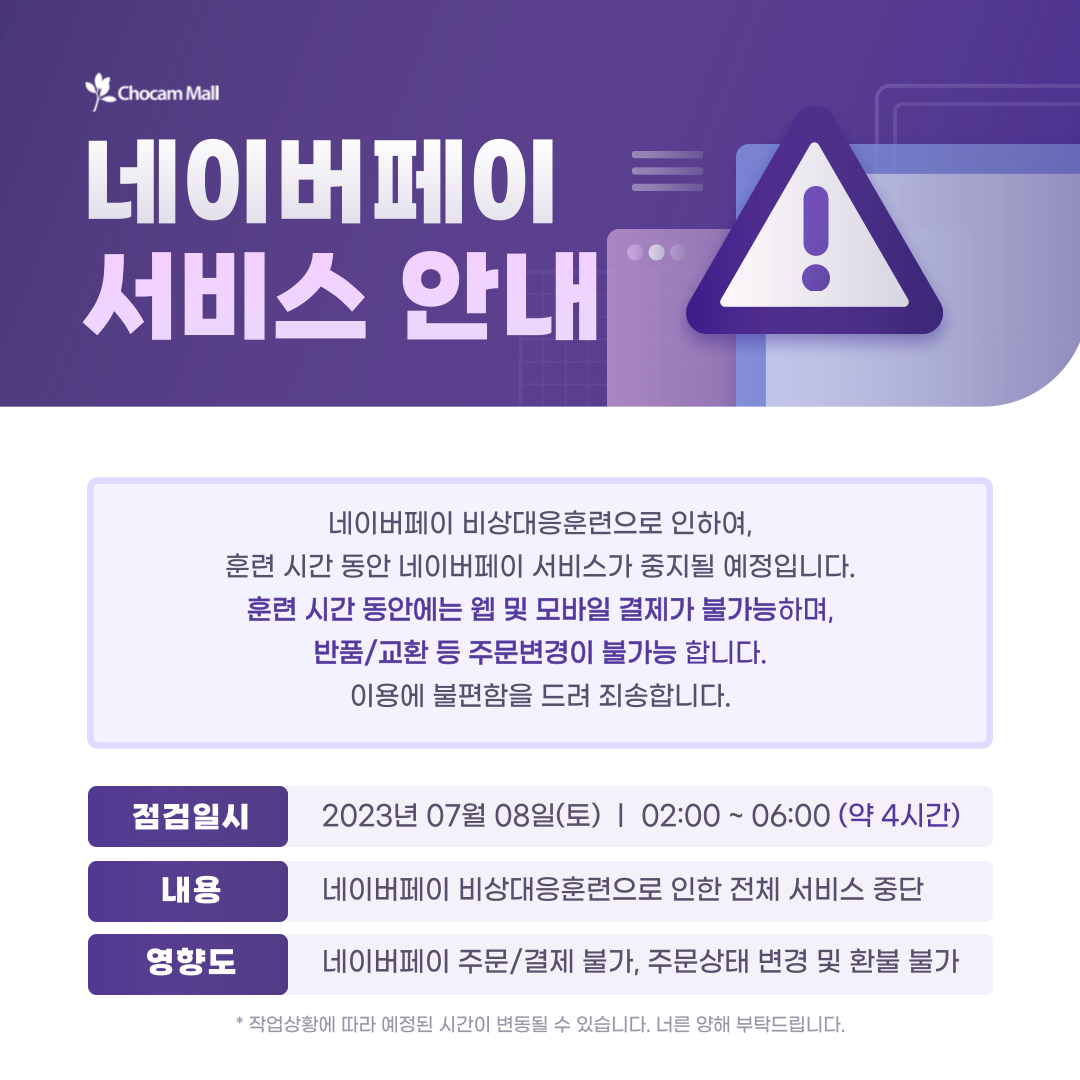 Chocam Mall
네이버페이
서비스 안내
네이버페이 비상대응훈련으로 인하여,
훈련 시간 동안 네이버페이 서비스가 중지될 예정입니다.
훈련 시간 동안에는 웹 및 모바일 결제가 불가능하며,
반품/교환 등 주문변경이 불가능 합니다.
이용에 불편함을 드려 죄송합니다.
점검일시 2023년 07월 08일(토) | 02:00 ~ 06:00 (약 4시간)
내용 네이버페이 비상대응훈련으로 인한 전체 서비스 중단
영향도 네이버페이 주문/결제 불가, 주문상태 변경 및 환불 불가
* 작업상황에 따라 예정된 시간이 변동될 수 있습니다. 너른 양해 부탁드립니다.